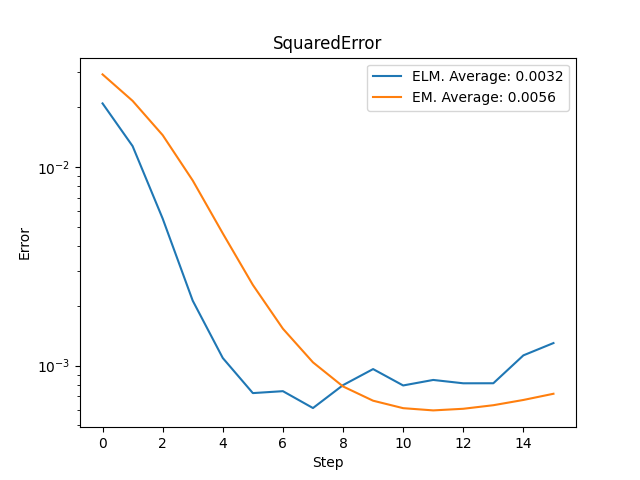 SquaredError
ELM. Average: 0.0032
EM. Average: 0.0056
10⁻²
10⁻³
Error
0 2 4 6 8 10 12 14
Step